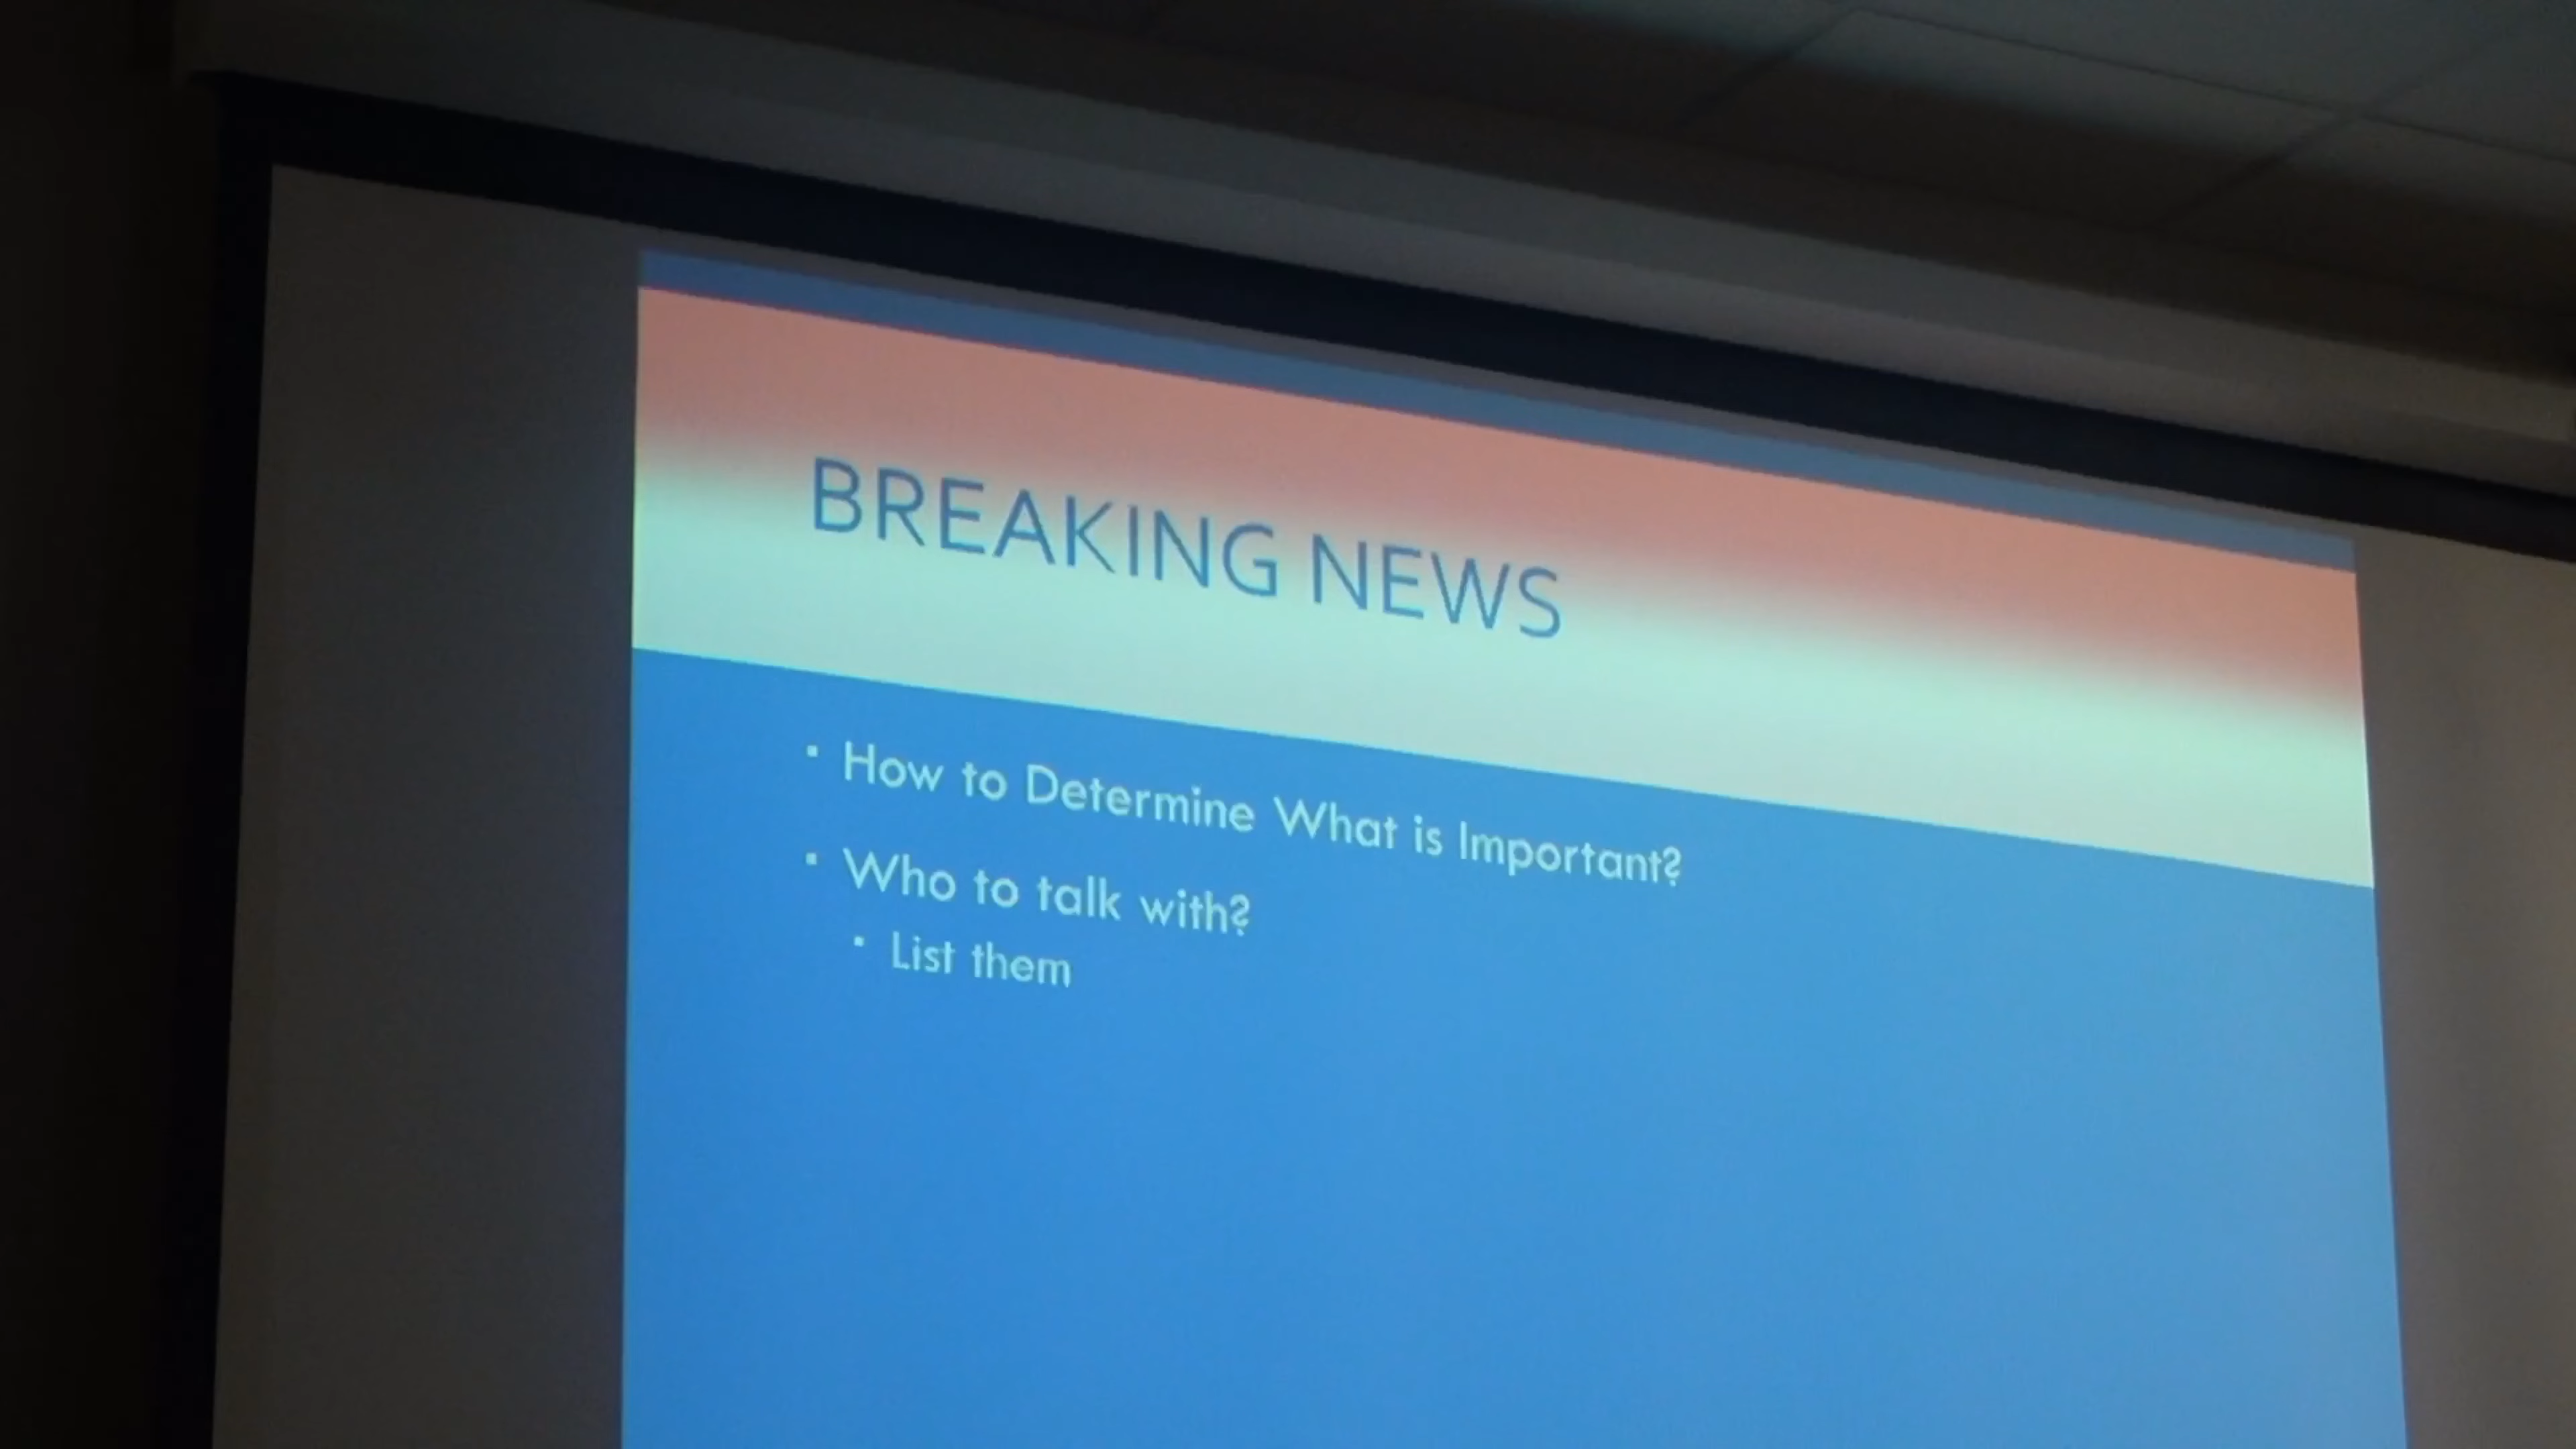 BREAKING NEWS
▪ How to Determine What is Important?
▪ Who to talk with?
▪ List them